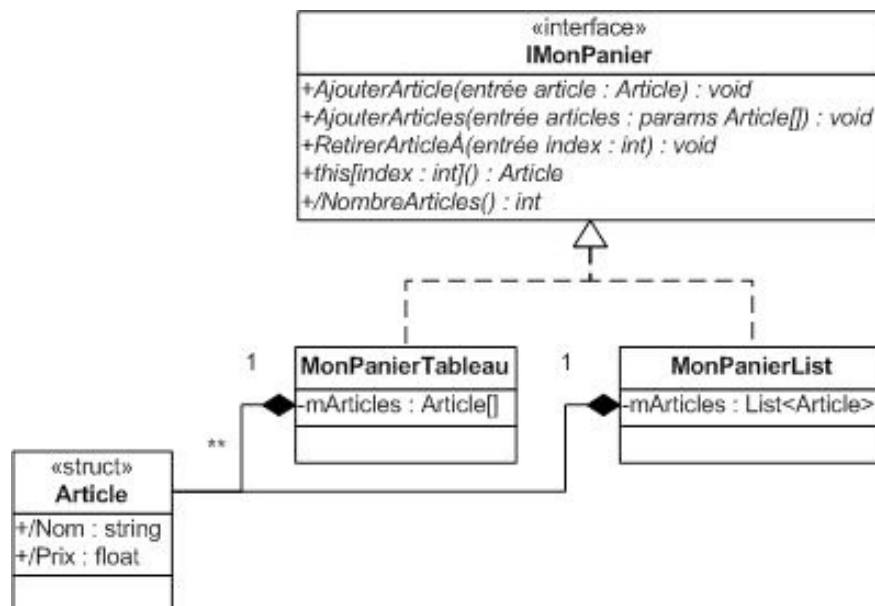 «interface»
IMonPanier
+AjouterArticle(entrée article : Article) : void
+AjouterArticles(entrée articles : params Article[]) : void
+RetirerArticleÀ(entrée index : int) : void
+this[index : int]() : Article
+/NombreArticles() : int
1
MonPanierTableau
-mArticles : Article[]
1
MonPanierList
-mArticles : List<Article>
**
«struct»
Article
+/Nom : string
+/Prix : float